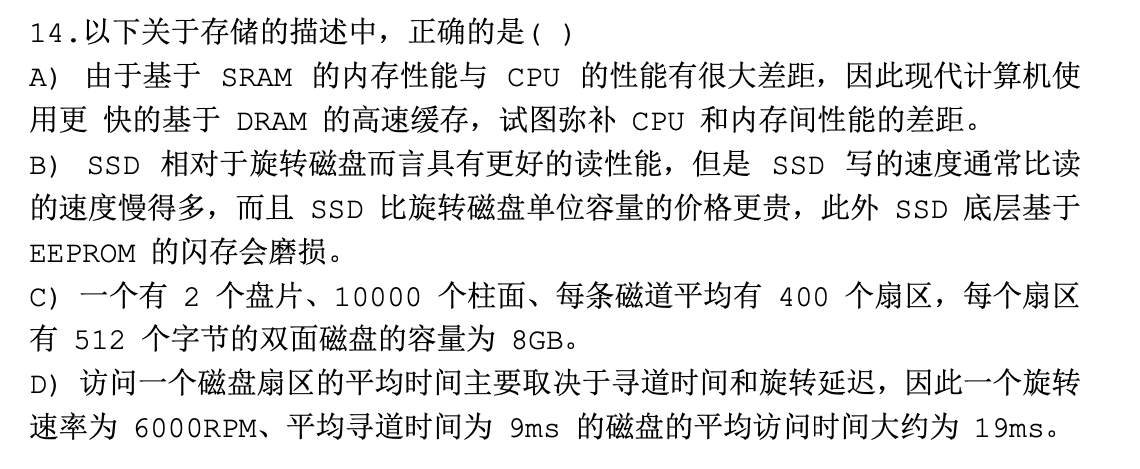 14.以下关于存储的描述中，正确的是( )
A) 由于基于 SRAM 的内存性能与 CPU 的性能有很大差距，因此现代计算机使
用更 快的基于 DRAM 的高速缓存，试图弥补 CPU 和内存间性能的差距。
B) SSD 相对于旋转磁盘而言具有更好的读性能，但是 SSD 写的速度通常比读
的速度慢得多，而且 SSD 比旋转磁盘单位容量的价格更贵，此外 SSD 底层基于
EEPROM 的闪存会磨损。
C) 一个有 2 个盘片、10000 个柱面、每条磁道平均有 400 个扇区，每个扇区
有 512 个字节的双面磁盘的容量为 8GB。
D) 访问一个磁盘扇区的平均时间主要取决于寻道时间和旋转延迟，因此一个旋转
速率为 6000RPM、平均寻道时间为 9ms 的磁盘的平均访问时间大约为 19ms。